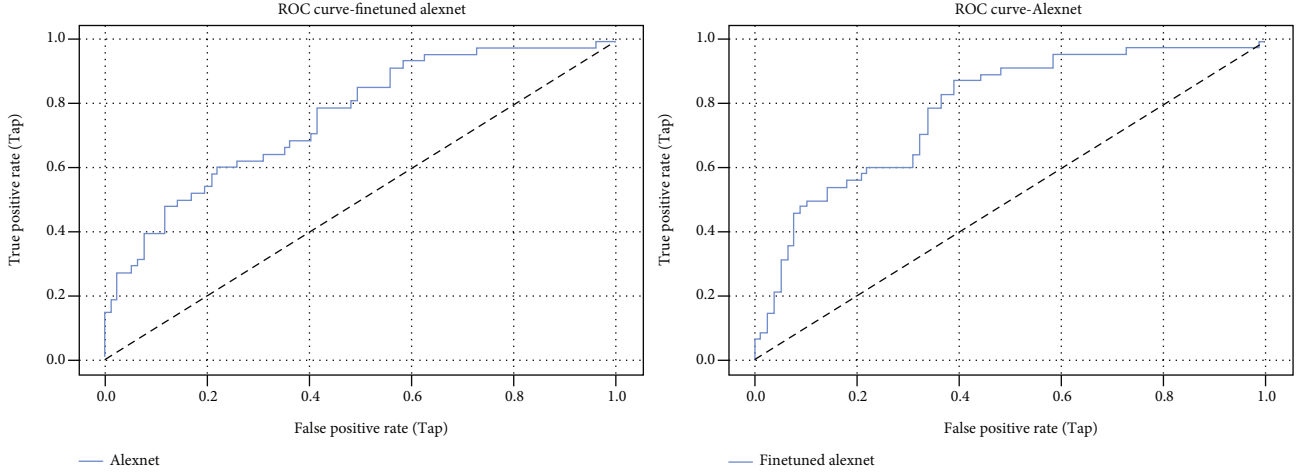 ROC curve-finetuned alexnet
1.0
0.8
0.6
0.4
0.2
0.0
True positive rate (Tap)
0.0 0.2 0.4 0.6 0.8 1.0
False positive rate (Tap)
Alexnet
ROC curve-Alexnet
1.0
0.8
0.6
0.4
0.2
0.0
True positive rate (Tap)
0.0 0.2 0.4 0.6 0.8 1.0
False positive rate (Tap)
Finetuned alexnet